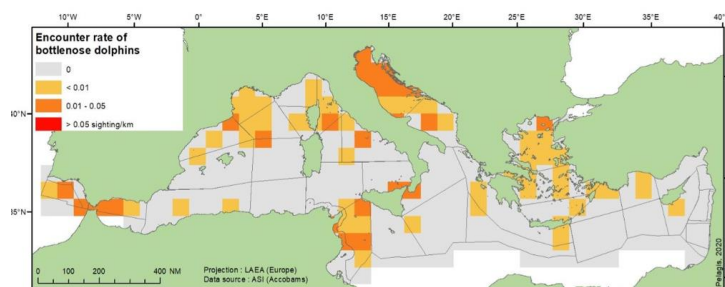 10°W 5°W 0° 5°E 10°E 15°E 20°E 25°E 30°E 35°E 40°E
Encounter rate of
bottlenose dolphins
0
< 0.01
0.01 - 0.05
> 0.05 sighting/km
40°N
35°N
0 100 200 400 NM
Projection : LAEA (Europe)
Data source : ASI (Accobams)
Pelagis, 2020